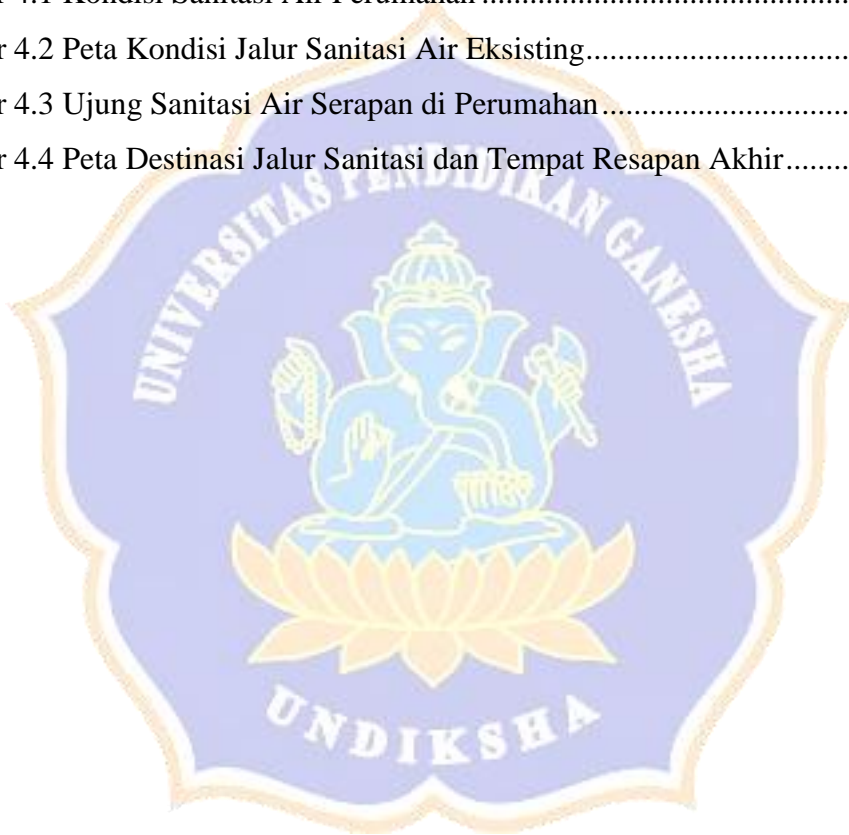 r 4.1 Kondisi Sanitasi Air Perumahan................................................
r 4.2 Peta Kondisi Jalur Sanitasi Air Eksisting..................................
r 4.3 Ujung Sanitasi Air Serapan di Perumahan................................
r 4.4 Peta Destinasi Jalur Sanitasi dan Tempat Resapan Akhir........
UNIVERSITAS PENDIDIKAN GANESHA
UNDIKSHA